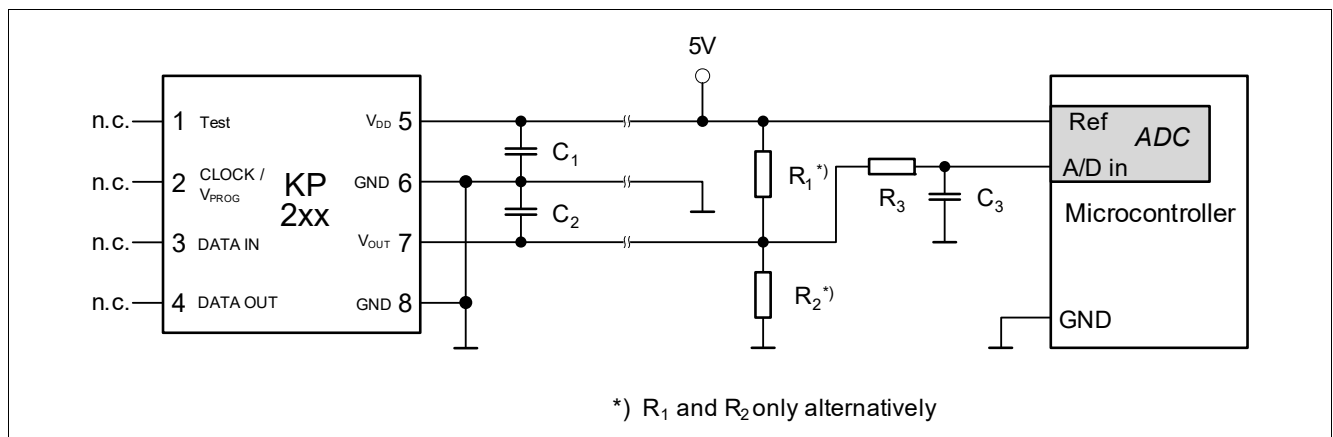 5V
n.c. 1 Test
V_DD 5
n.c. 2 CLOCK /
V_PROG
GND 6
n.c. 3 DATA IN
V_OUT 7
n.c. 4 DATA OUT
GND 8
KP
2xx
C₁
C₂
R₁*)
R₂*)
R₃
C₃
Ref
ADC
A/D in
Microcontroller
GND
*) R₁ and R₂ only alternatively